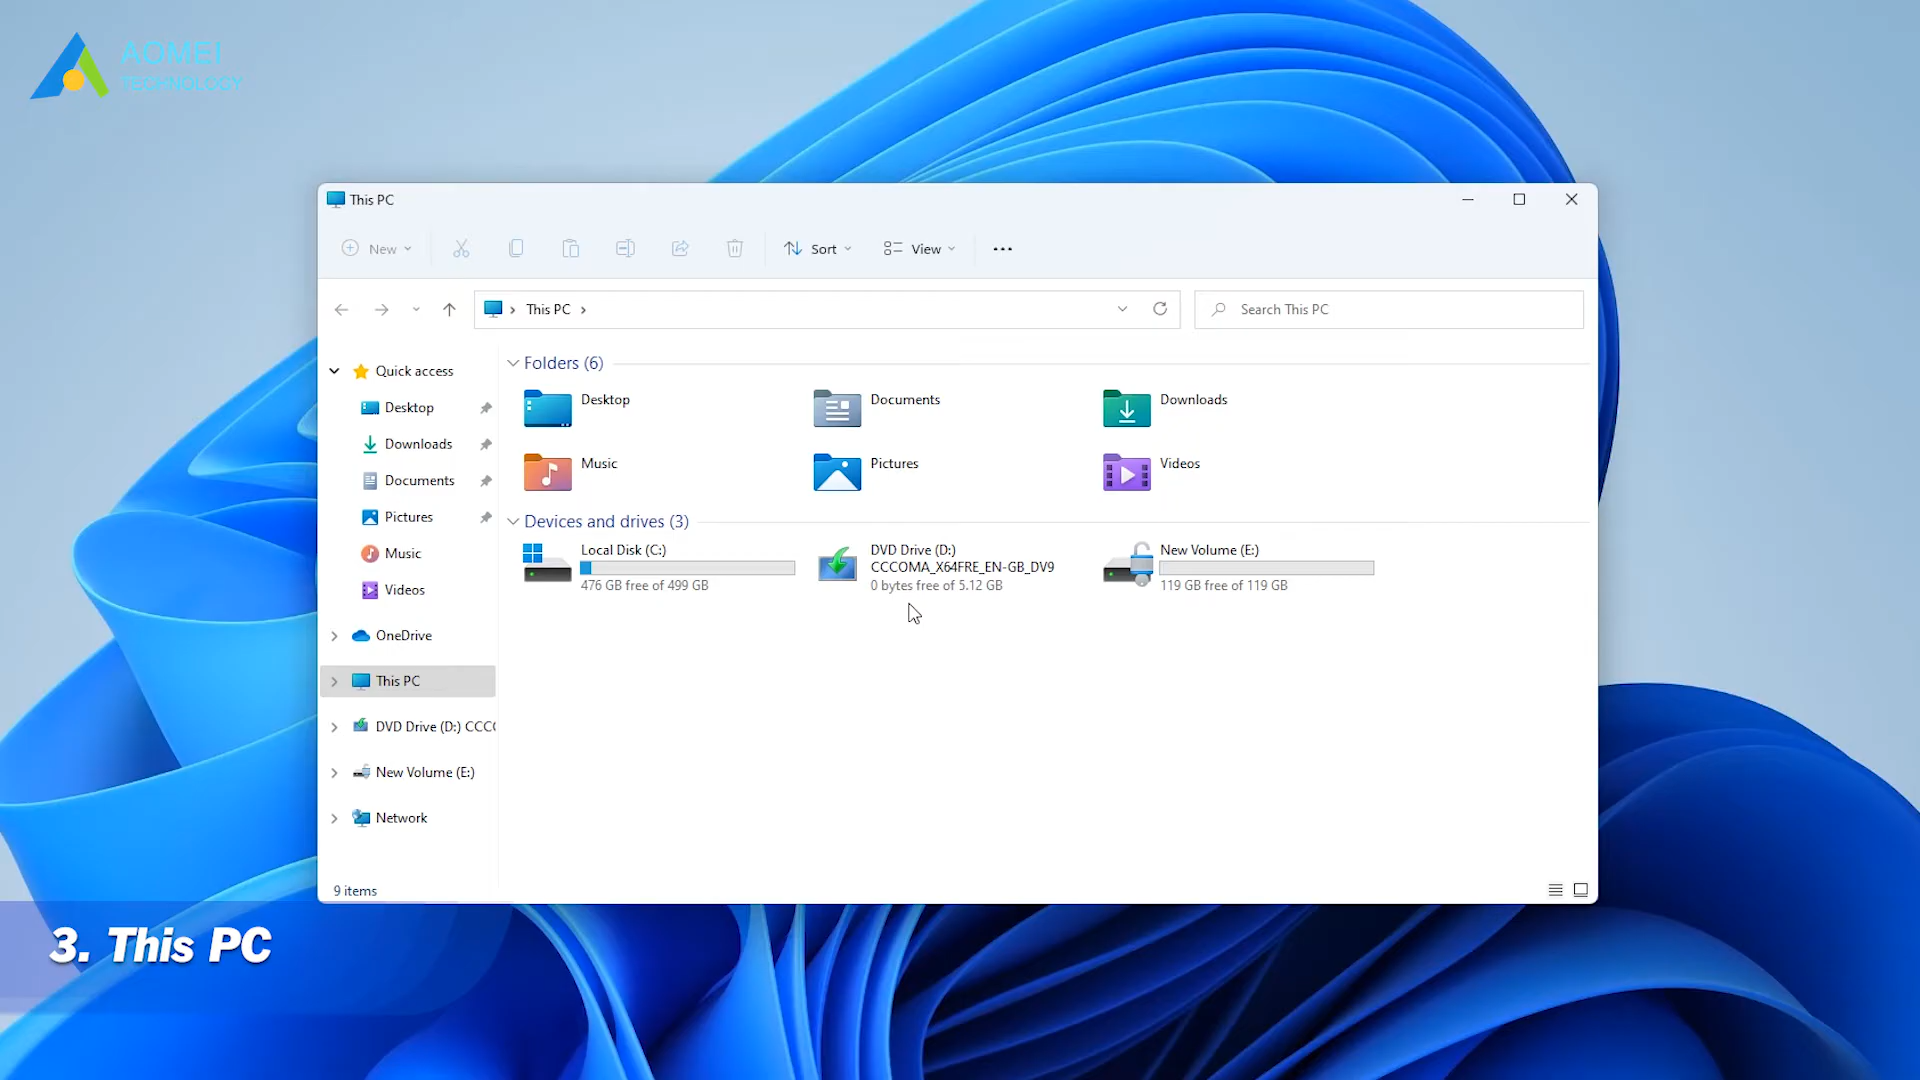 AOMEI
TECHNOLOGY
This PC
New
Sort
View
This PC
Search This PC
Quick access
Desktop
Downloads
Documents
Pictures
Music
Videos
OneDrive
This PC
DVD Drive (D:) CCC
New Volume (E:)
Network
Folders (6)
Desktop
Documents
Downloads
Music
Pictures
Videos
Devices and drives (3)
Local Disk (C:)
476 GB free of 499 GB
DVD Drive (D:)
CCCOMA_X64FRE_EN-GB_DV9
0 bytes free of 5.12 GB
New Volume (E:)
119 GB free of 119 GB
9 items
3. This PC